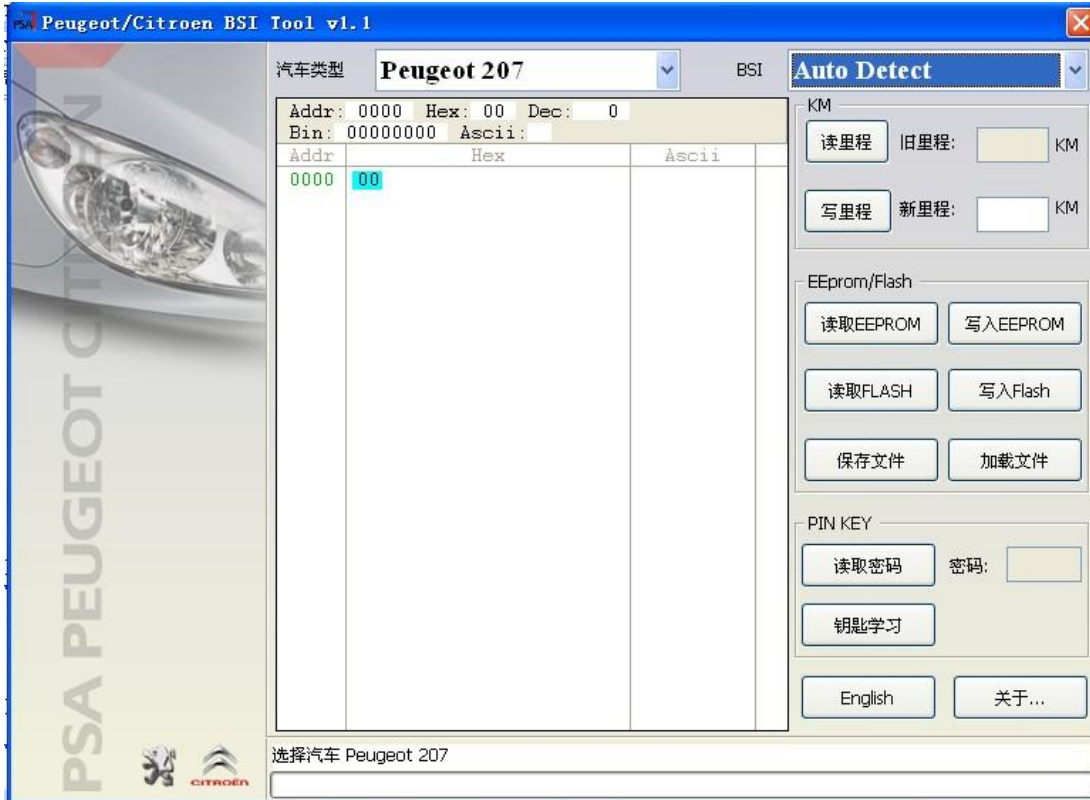 PSA Peugeot/Citroen BSI Tool v1.1
汽车类型 Peugeot 207 BSI Auto Detect
Addr: 0000 Hex: 00 Dec: 0
Bin: 00000000 Ascii:
Addr Hex Ascii
0000 00
KM
读里程 旧里程: KM
写里程 新里程: KM
EEprom/Flash
读取EEPROM 写入EEPROM
读取FLASH 写入Flash
保存文件 加载文件
PIN KEY
读取密码 密码:
钥匙学习
English 关于...
PSA PEUGEOT CITROËN
CITROËN
选择汽车 Peugeot 207